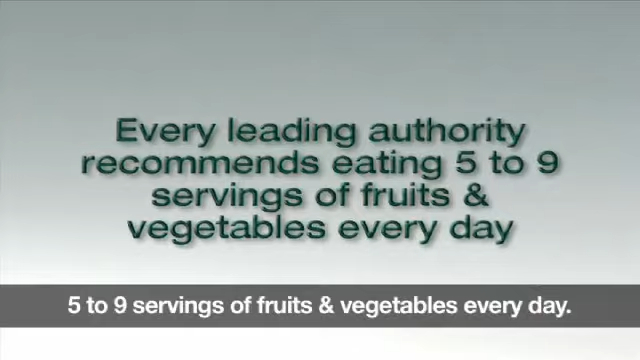 Every leading authority
recommends eating 5 to 9
servings of fruits &
vegetables every day
5 to 9 servings of fruits & vegetables every day.